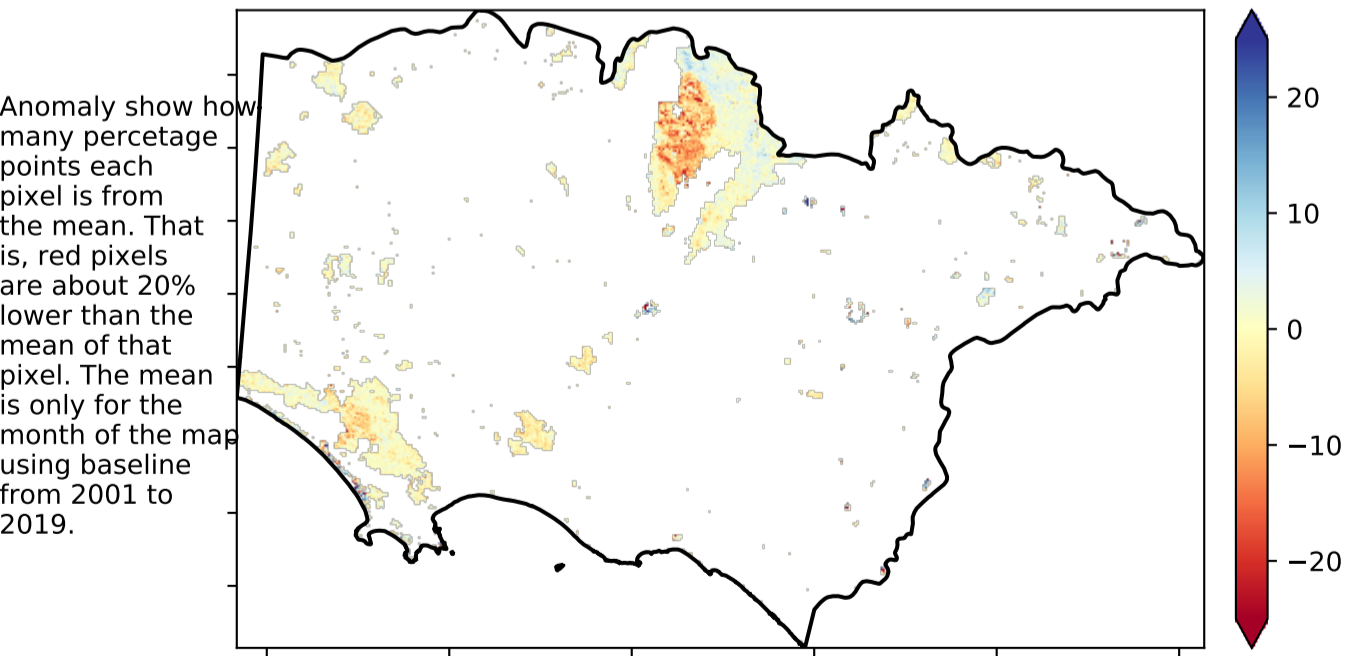 Anomaly show how
many percetage
points each
pixel is from
the mean. That
is, red pixels
are about 20%
lower than the
mean of that
pixel. The mean
is only for the
month of the map
using baseline
from 2001 to
2019.
20
10
0
−10
−20